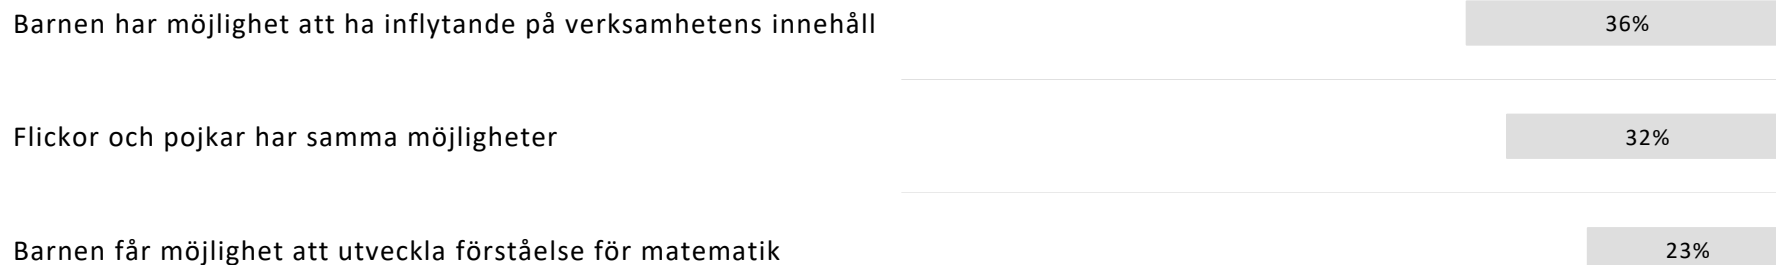 Barnen har möjlighet att ha inflytande på verksamhetens innehåll 36%
Flickor och pojkar har samma möjligheter 32%
Barnen får möjlighet att utveckla förståelse för matematik 23%